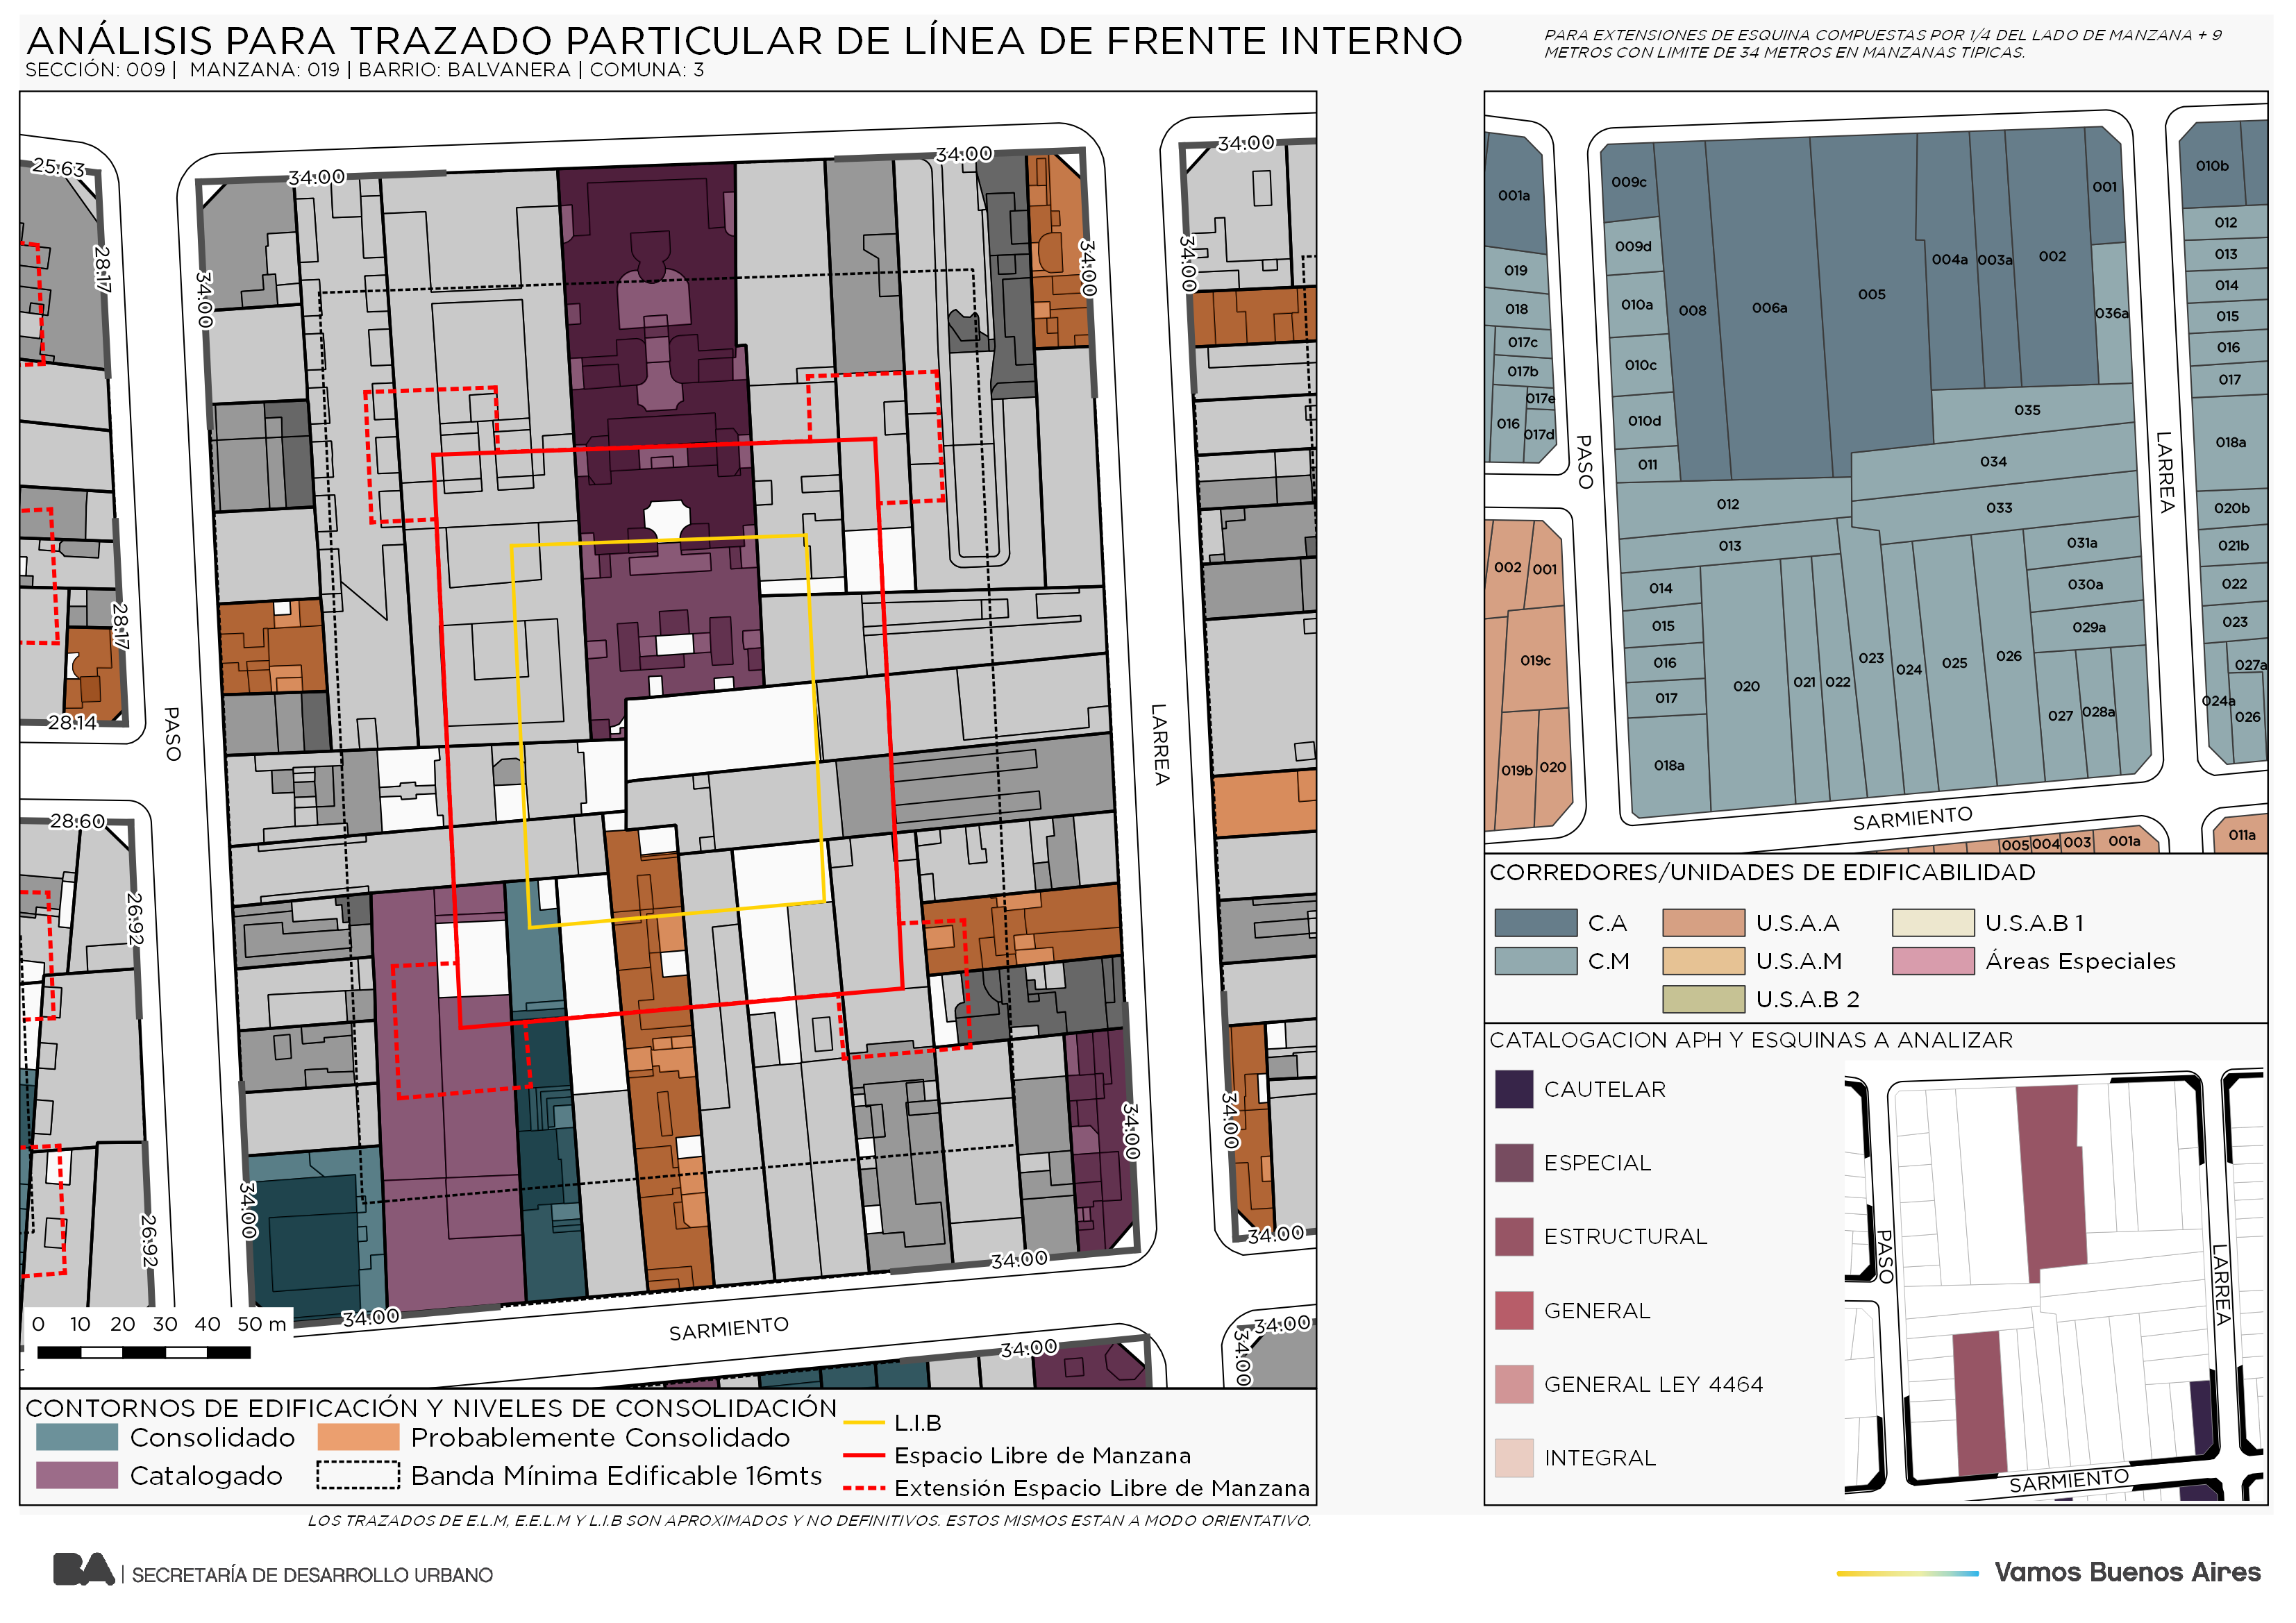 ANÁLISIS PARA TRAZADO PARTICULAR DE LÍNEA DE FRENTE INTERNO
SECCIÓN: 009 | MANZANA: 019 | BARRIO: BALVANERA | COMUNA: 3
PARA EXTENSIONES DE ESQUINA COMPUESTAS POR 1/4 DEL LADO DE MANZANA + 9
METROS CON LIMITE DE 34 METROS EN MANZANAS TIPICAS.
25.63
34.00
34.00
34.00
28.17
34.00
34.00
34.00
28.17
28.14
PASO
LARREA
28.60
26.92
26.92
34.00
34.00
34.00
34.00
34.00
34.00
34.00
34.00
34.00
SARMIENTO
0 10 20 30 40 50 m
CONTORNOS DE EDIFICACIÓN Y NIVELES DE CONSOLIDACIÓN
Consolidado
Probablemente Consolidado
Catalogado
Banda Mínima Edificable 16mts
L.I.B
Espacio Libre de Manzana
Extensión Espacio Libre de Manzana
LOS TRAZADOS DE E.L.M, E.E.L.M Y L.I.B SON APROXIMADOS Y NO DEFINITIVOS. ESTOS MISMOS ESTAN A MODO ORIENTATIVO.
001a
019
018
017c
017b
017e
016
017d
002
001
019c
019b
020
PASO
009c
009d
010a
010c
010d
011
008
006a
005
004a
003a
002
001
036a
035
034
033
012
013
014
015
016
017
018a
020
021
022
023
024
025
026
031a
030a
029a
027
028a
LARREA
SARMIENTO
010b
012
013
014
015
016
017
018a
020b
021b
022
023
027a
024a
026
005
004
003
001a
011a
CORREDORES/UNIDADES DE EDIFICABILIDAD
C.A
U.S.A.A
U.S.A.B 1
C.M
U.S.A.M
Áreas Especiales
U.S.A.B 2
CATALOGACION APH Y ESQUINAS A ANALIZAR
CAUTELAR
ESPECIAL
ESTRUCTURAL
GENERAL
GENERAL LEY 4464
INTEGRAL
PASO
LARREA
SARMIENTO
BA | SECRETARÍA DE DESARROLLO URBANO
Vamos Buenos Aires